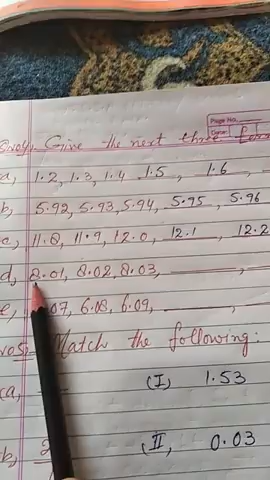 Page No.
Date:
Give the next three
a, 1.2, 1.3, 1.4 1.5, 1.6,
b, 5.92, 5.93, 5.94, 5.95, 5.96
c, 11.8, 11.9, 12.0, 12.1, 12.2
d, 8.01, 8.02, 8.03,
e, 07, 6.08, 6.09,
Match the following:
(a, (I) 1.53
b, 2 (II, 0.03